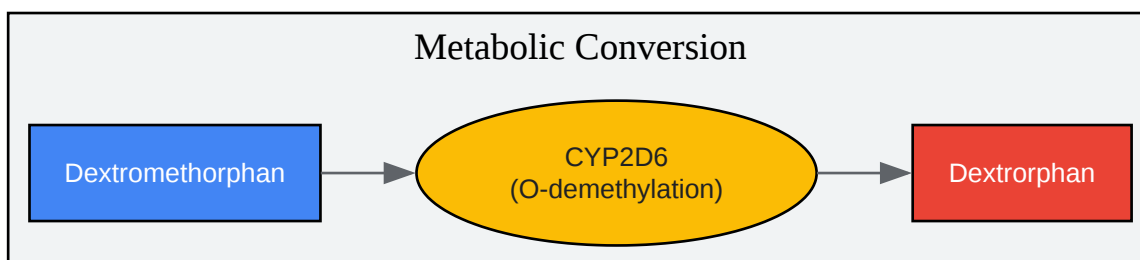 Metabolic Conversion
Dextromethorphan
CYP2D6
(O-demethylation)
Dextrorphan